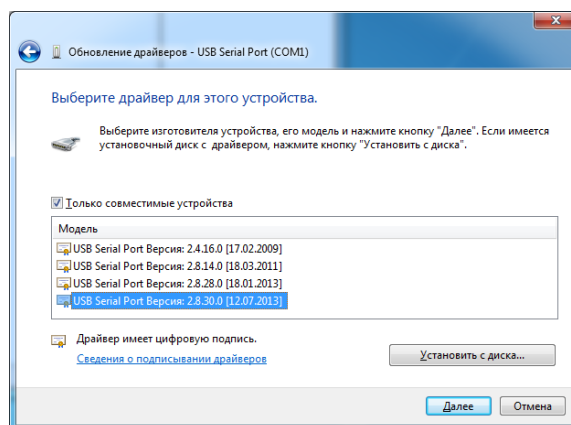 Обновление драйверов - USB Serial Port (COM1)
Выберите драйвер для этого устройства.
Выберите изготовителя устройства, его модель и нажмите кнопку "Далее". Если имеется
установочный диск с драйвером, нажмите кнопку "Установить с диска".
Только совместимые устройства
Модель
USB Serial Port Версия: 2.4.16.0 [17.02.2009]
USB Serial Port Версия: 2.8.14.0 [18.03.2011]
USB Serial Port Версия: 2.8.28.0 [18.01.2013]
USB Serial Port Версия: 2.8.30.0 [12.07.2013]
Драйвер имеет цифровую подпись.
Сведения о подписывании драйверов
Установить с диска...
Далее
Отмена